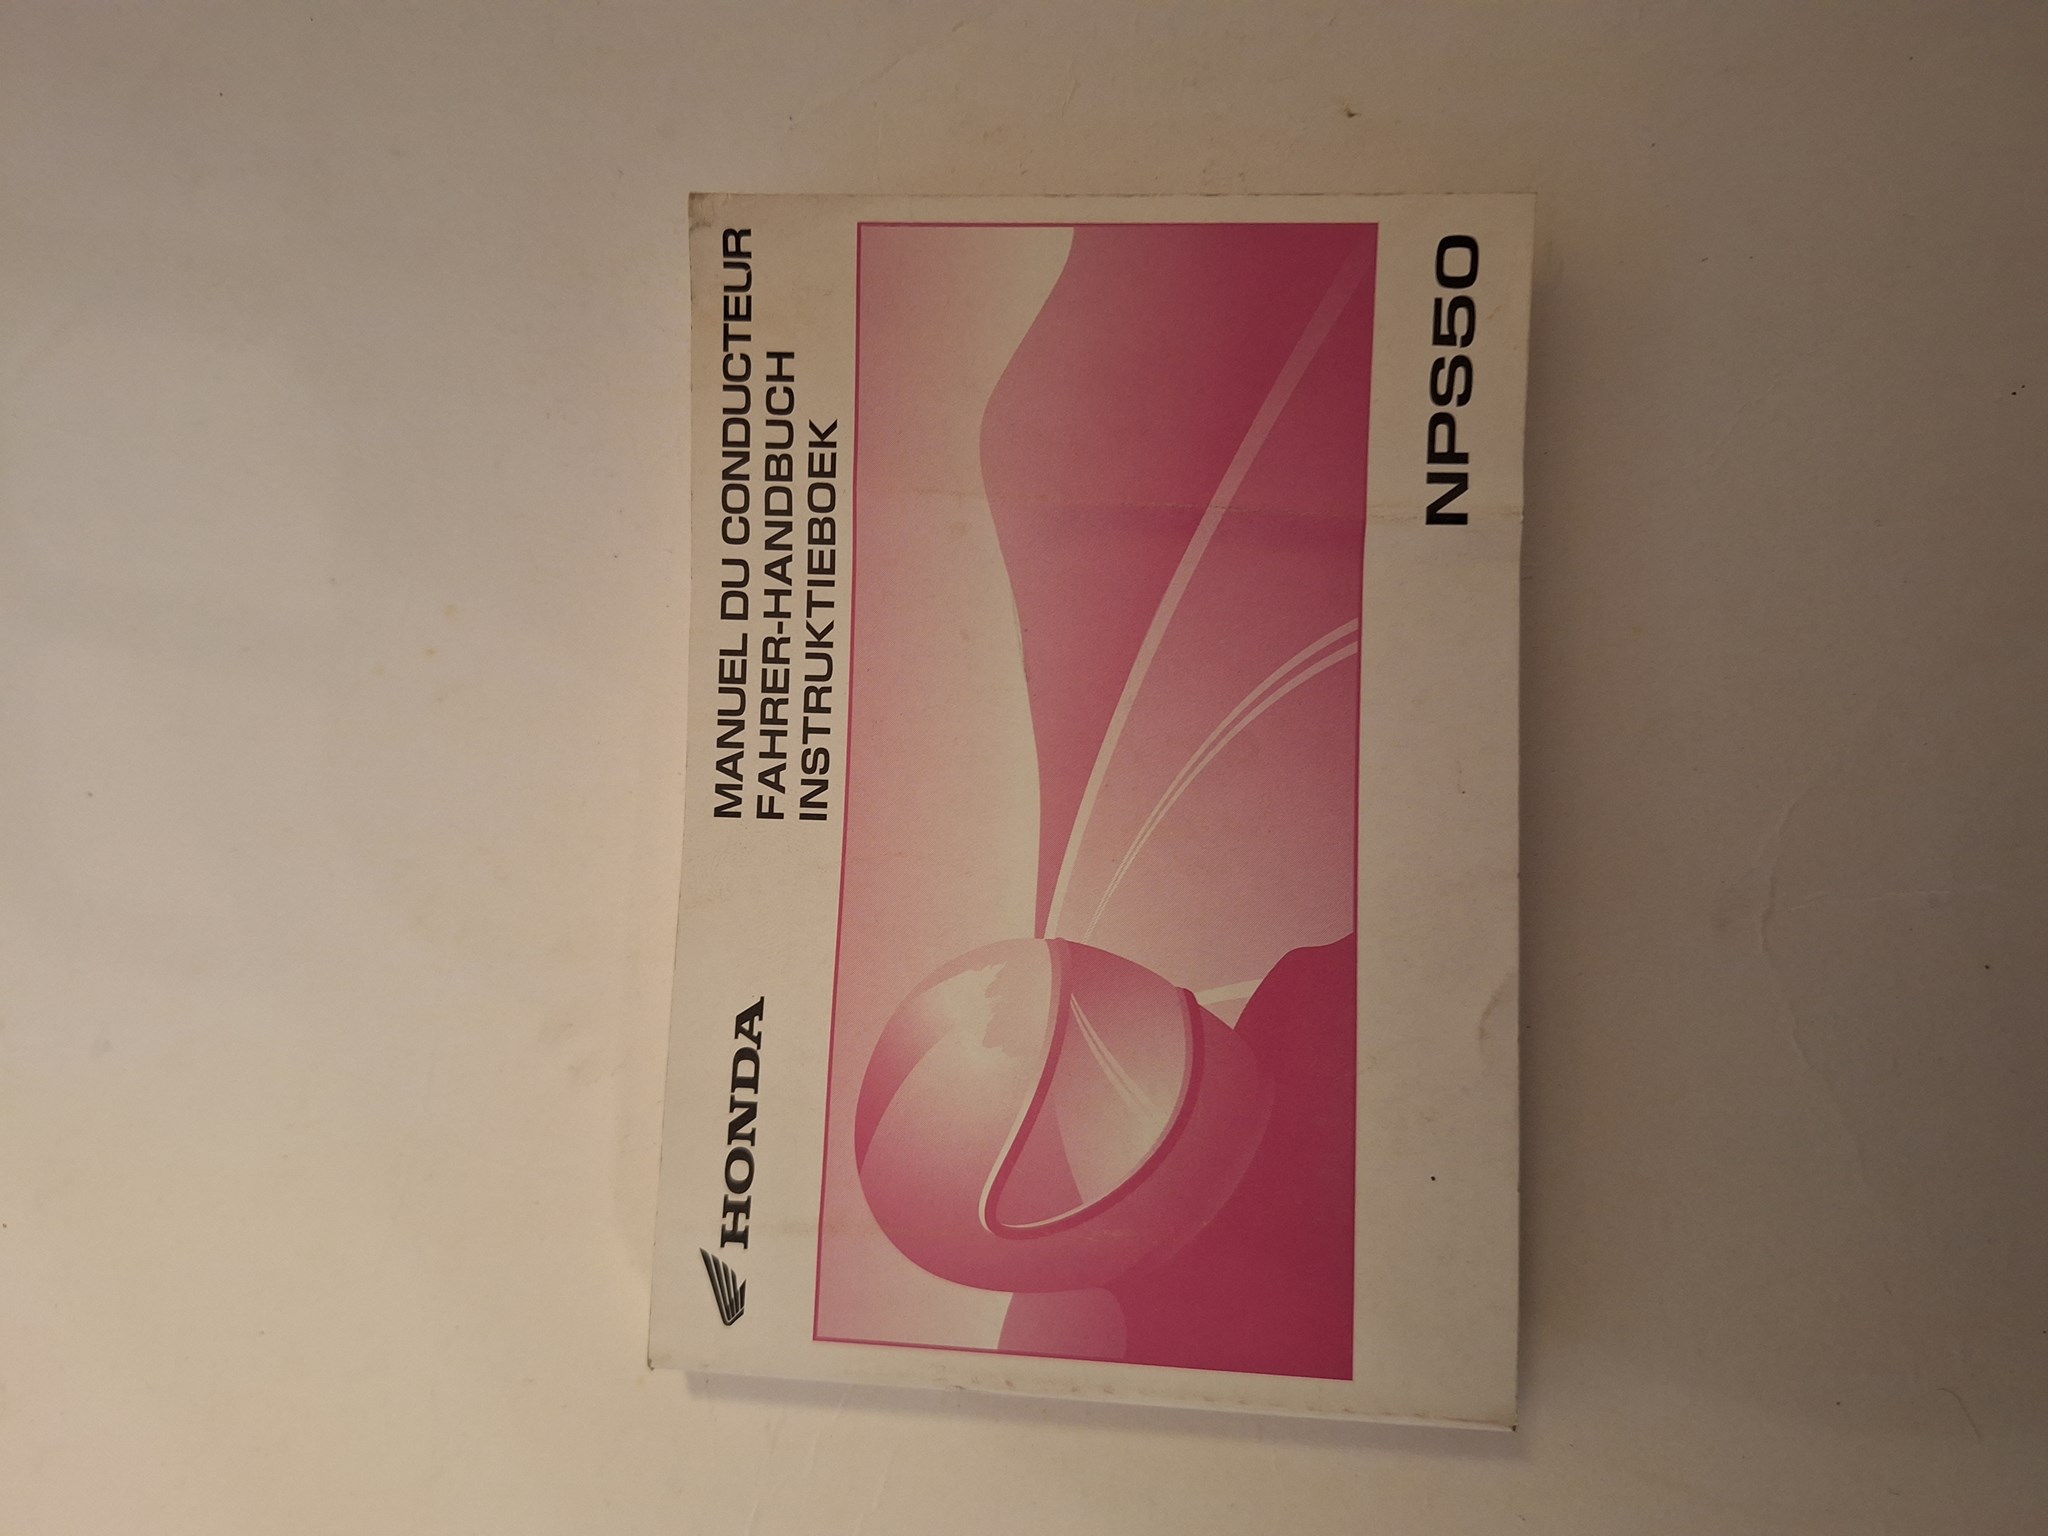 HONDA
MANUEL DU CONDUCTEUR
FAHRER-HANDBUCH
INSTRUKTIEBOEK
NPS50